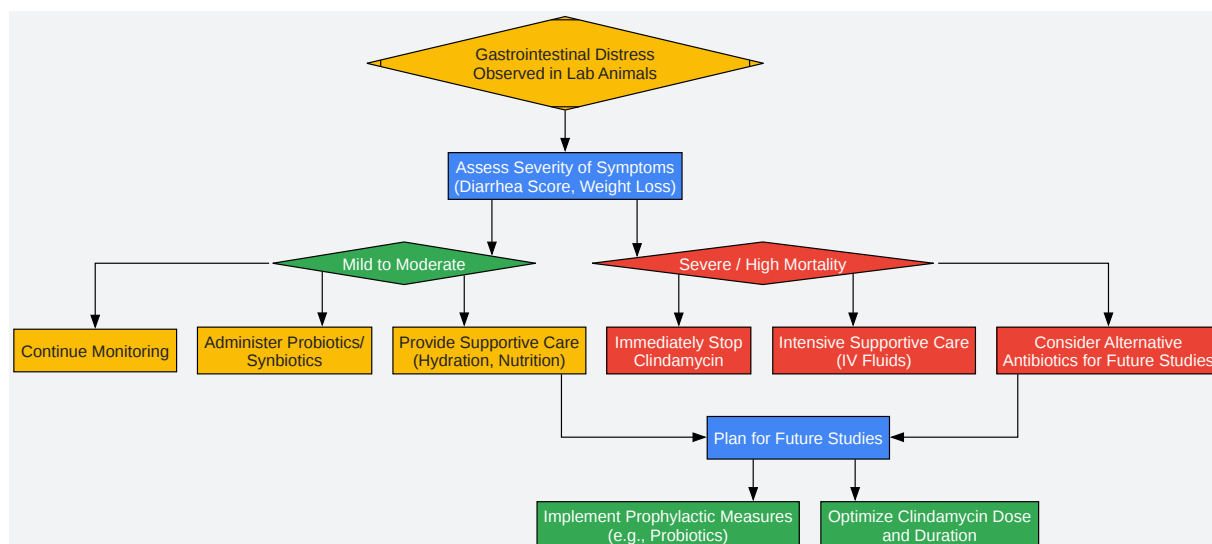 Gastrointestinal Distress
Observed in Lab Animals
Assess Severity of Symptoms
(Diarrhea Score, Weight Loss)
Mild to Moderate
Severe / High Mortality
Continue Monitoring
Administer Probiotics/
Synbiotics
Provide Supportive Care
(Hydration, Nutrition)
Immediately Stop
Clindamycin
Intensive Supportive Care
(IV Fluids)
Consider Alternative
Antibiotics for Future Studies
Plan for Future Studies
Implement Prophylactic Measures
(e.g., Probiotics)
Optimize Clindamycin Dose
and Duration